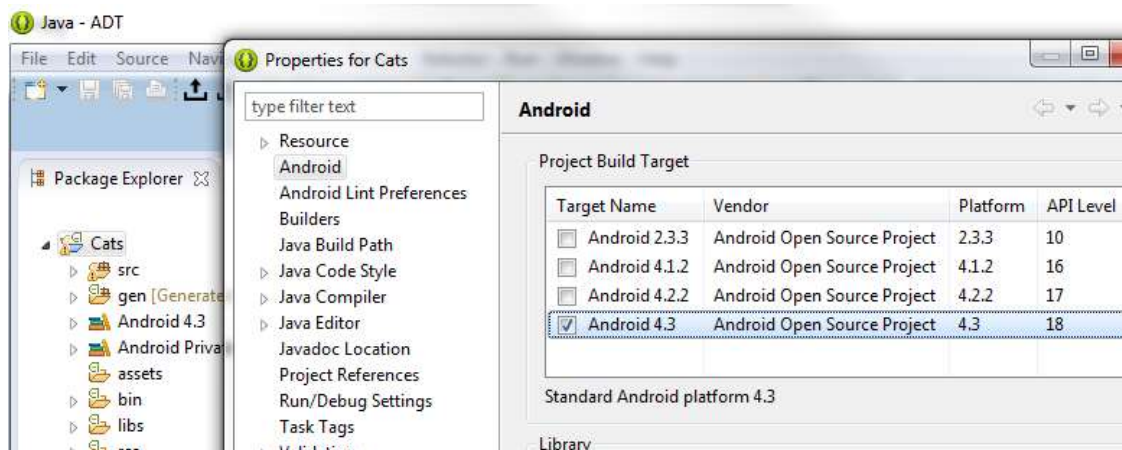 Java - ADT
File Edit Source Navi
Properties for Cats
type filter text
Android
Resource
Android
Android Lint Preferences
Builders
Java Build Path
Java Code Style
Java Compiler
Java Editor
Javadoc Location
Project References
Run/Debug Settings
Task Tags
Package Explorer
Cats
src
gen [Generate
Android 4.3
Android Priva
assets
bin
libs
Project Build Target
Target Name Vendor Platform API Level
Android 2.3.3 Android Open Source Project 2.3.3 10
Android 4.1.2 Android Open Source Project 4.1.2 16
Android 4.2.2 Android Open Source Project 4.2.2 17
Android 4.3 Android Open Source Project 4.3 18
Standard Android platform 4.3
Library